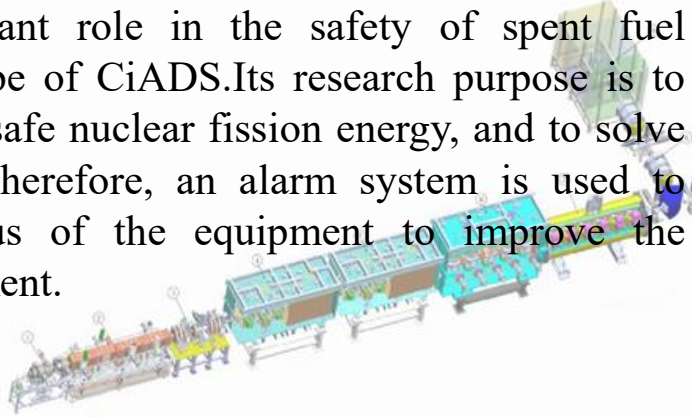 ant role in the safety of spent fuel
pe of CiADS.Its research purpose is to
safe nuclear fission energy, and to solve
herefore, an alarm system is used to
us of the equipment to improve the
ent.